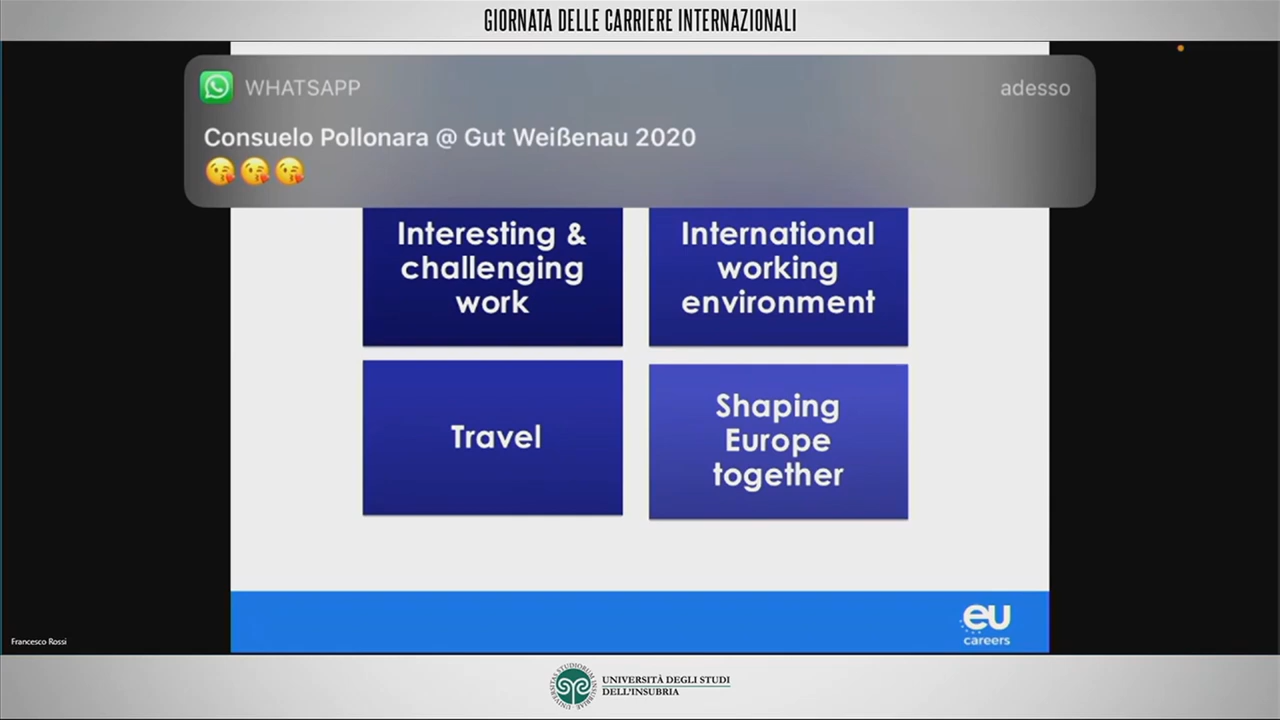 GIORNATA DELLE CARRIERE INTERNAZIONALI
WHATSAPP
adesso
Consuelo Pollonara @ Gut Weißenau 2020
😘😘😘
Interesting &
challenging
work
International
working
environment
Travel
Shaping
Europe
together
eu
careers
Francesco Rossi
UNIVERSITÀ DEGLI STUDI
DELL'INSUBRIA